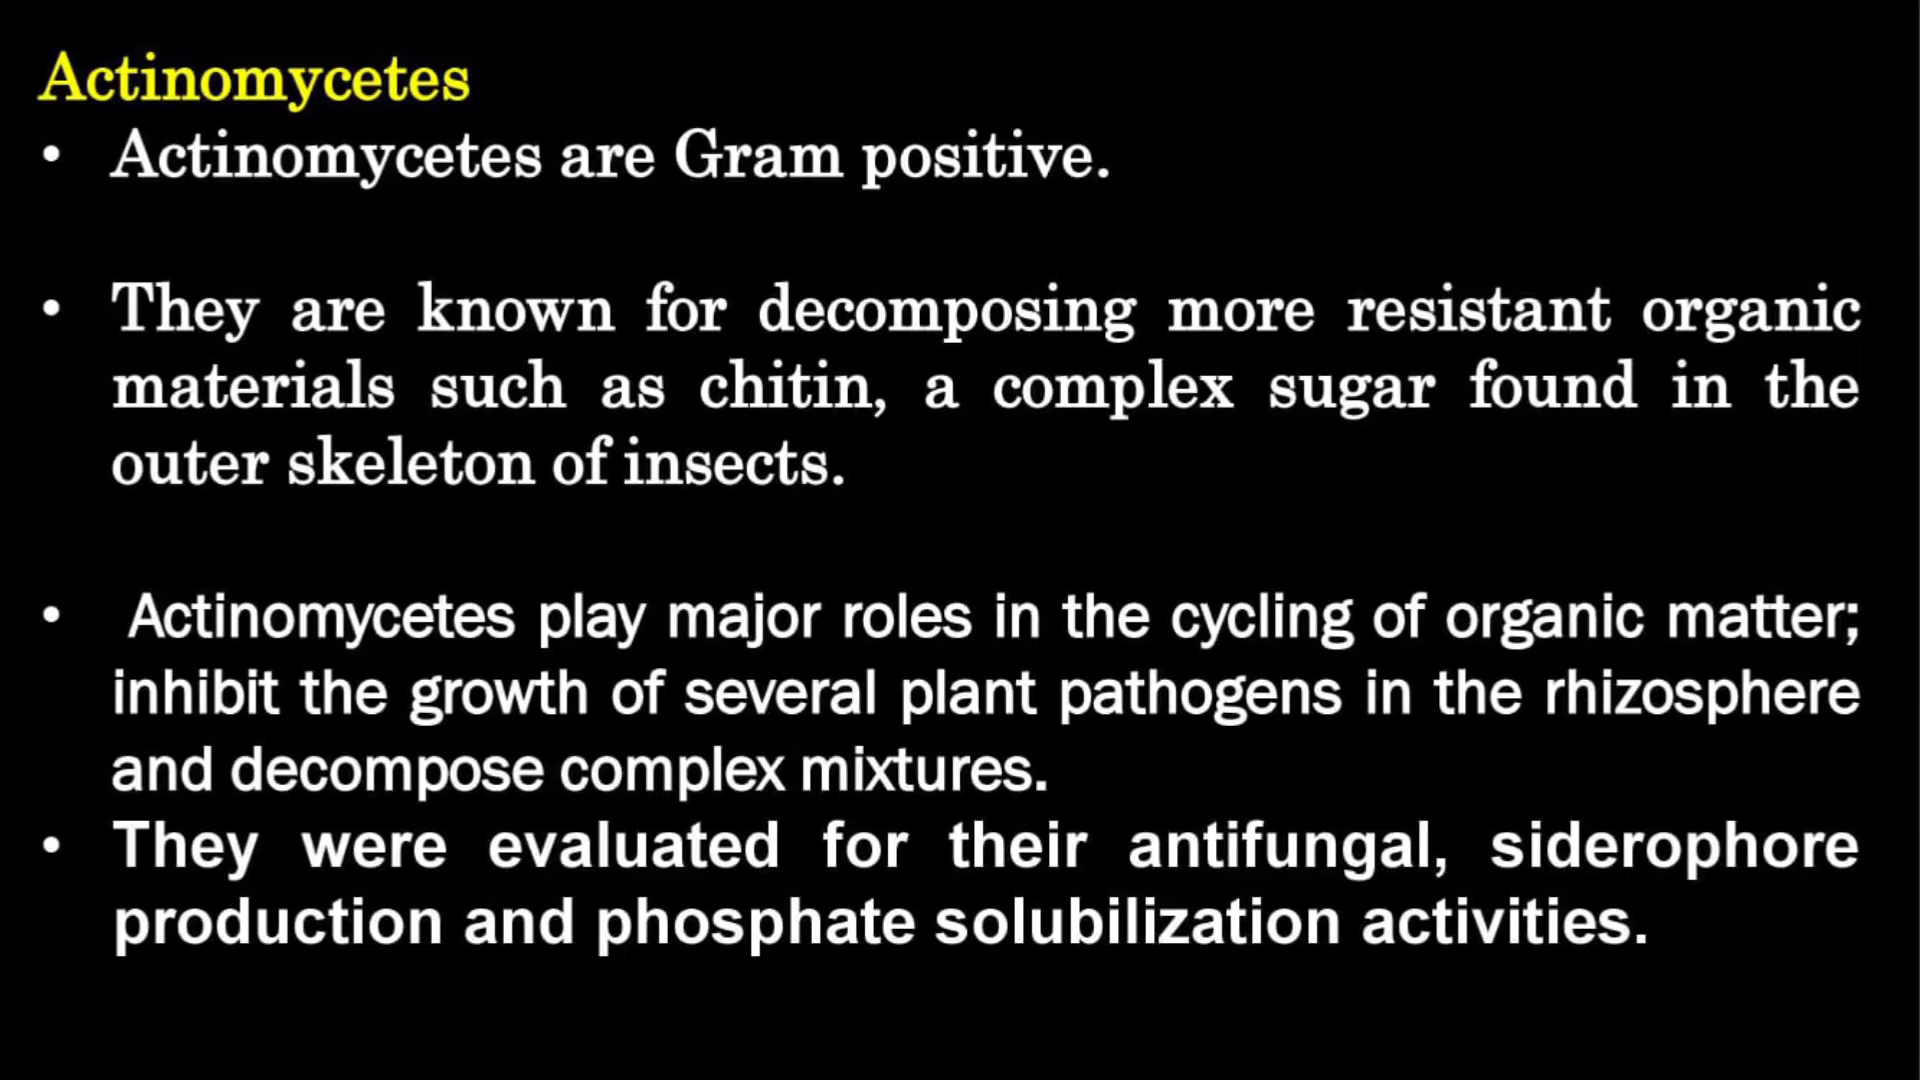 Actinomycetes
• Actinomycetes are Gram positive.
• They are known for decomposing more resistant organic
materials such as chitin, a complex sugar found in the
outer skeleton of insects.
• Actinomycetes play major roles in the cycling of organic matter;
inhibit the growth of several plant pathogens in the rhizosphere
and decompose complex mixtures.
• They were evaluated for their antifungal, siderophore
production and phosphate solubilization activities.